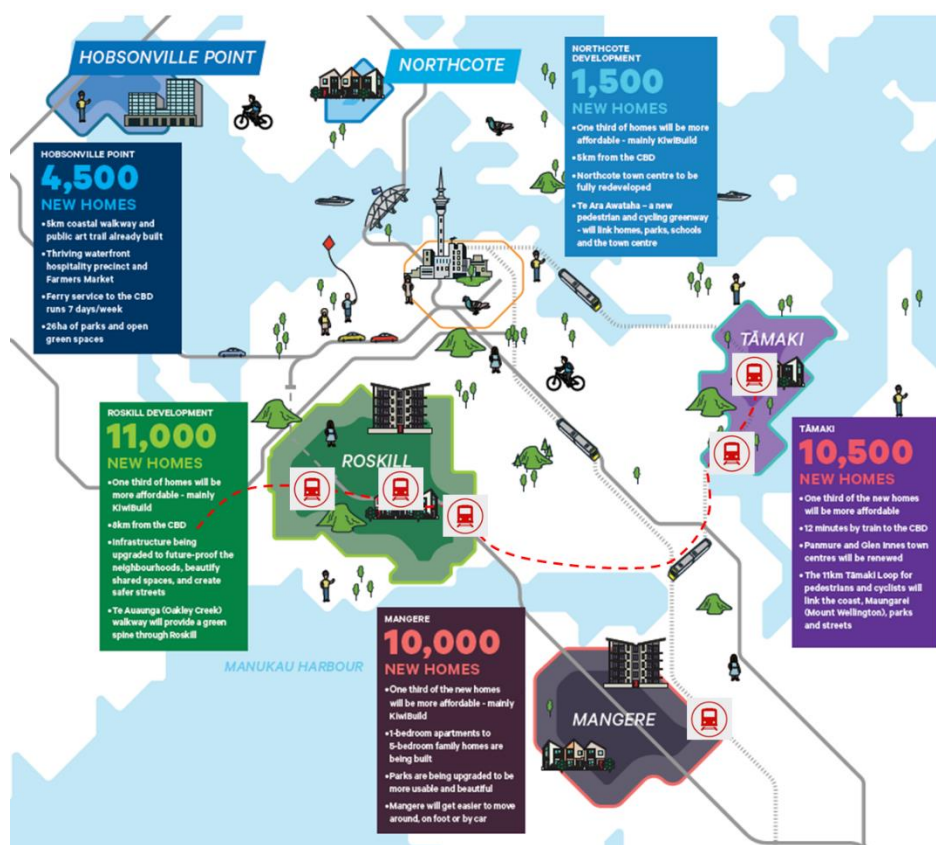 HOBSONVILLE POINT
NORTHCOTE
NORTHCOTE
DEVELOPMENT
1,500
NEW HOMES
•One third of homes will be more
affordable - mainly KiwiBuild
•5km from the CBD
•Northcote town centre to be
fully redeveloped
•Te Ara Awataha – a new
pedestrian and cycling greenway
- will link homes, parks, schools
and the town centre
HOBSONVILLE POINT
4,500
NEW HOMES
•5km coastal walkway and
public art trail already built
•Thriving waterfront
hospitality precinct and
Farmers Market
•Ferry service to the CBD
runs 7 days/week
•26ha of parks and open
green spaces
TĀMAKI
ROSKILL DEVELOPMENT
11,000
NEW HOMES
•One third of homes will be
more affordable - mainly
KiwiBuild
•8km from the CBD
•Infrastructure being
upgraded to future-proof the
neighbourhoods, beautify
shared spaces, and create
safer streets
•Te Auaunga (Oakley Creek)
walkway will provide a green
spine through Roskill
ROSKILL
TĀMAKI
10,500
NEW HOMES
•One third of the new homes
will be more affordable
•12 minutes by train to the CBD
•Panmure and Glen Innes town
centres will be renewed
•The 11km Tāmaki Loop for
pedestrians and cyclists will
link the coast, Maungarei
(Mount Wellington), parks
and streets
MANUKAU HARBOUR
MANGERE
10,000
NEW HOMES
•One third of the new homes
will be more affordable - mainly
KiwiBuild
•1-bedroom apartments to
5-bedroom family homes are
being built
•Parks are being upgraded to be
more usable and beautiful
•Mangere will get easier to move
around, on foot or by car
MANGERE